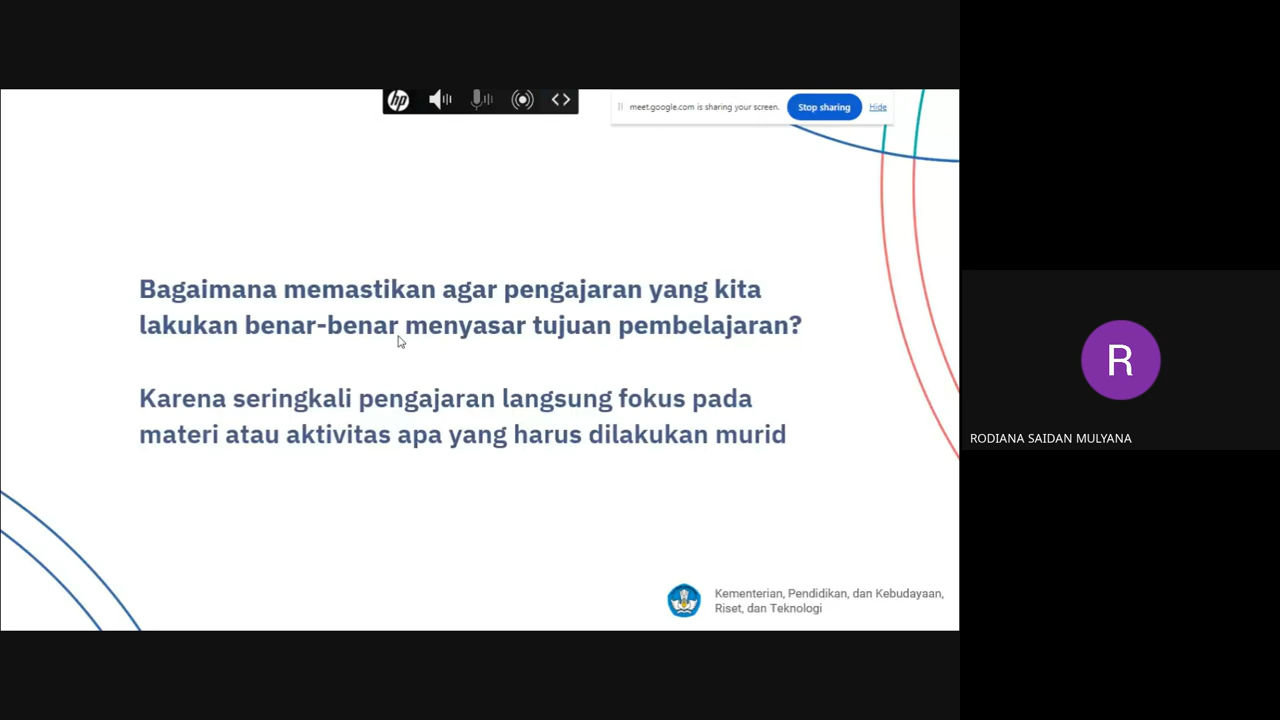 hp
meet.google.com is sharing your screen.
Stop sharing
Hide
Bagaimana memastikan agar pengajaran yang kita
lakukan benar-benar menyasar tujuan pembelajaran?
Karena seringkali pengajaran langsung fokus pada
materi atau aktivitas apa yang harus dilakukan murid
Kementerian, Pendidikan, dan Kebudayaan,
Riset, dan Teknologi
R
RODIANA SAIDAN MULYANA